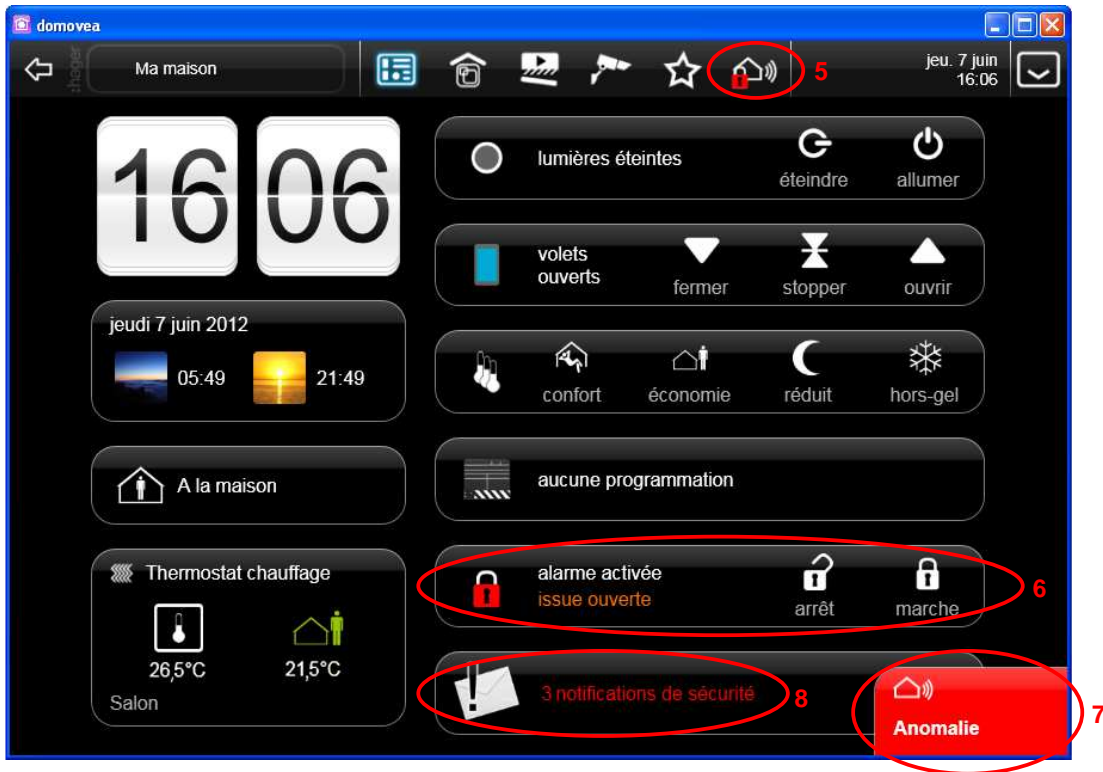 domovea
:hager
Ma maison
5
jeu. 7 juin
16:06
16 06
lumières éteintes
éteindre
allumer
volets
ouverts
fermer
stopper
ouvrir
jeudi 7 juin 2012
05:49
21:49
confort
économie
réduit
hors-gel
A la maison
aucune programmation
Thermostat chauffage
26,5°C
21,5°C
Salon
alarme activée
issue ouverte
arrêt
marche
6
3 notifications de sécurité
8
Anomalie
7